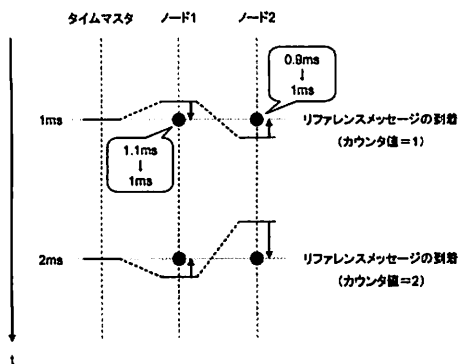 タイムマスタ ノード1 ノード2
0.9ms
↓
1ms
1ms
リファレンスメッセージの到着
(カウンタ値=1)
1.1ms
↓
1ms
2ms
リファレンスメッセージの到着
(カウンタ値=2)
t